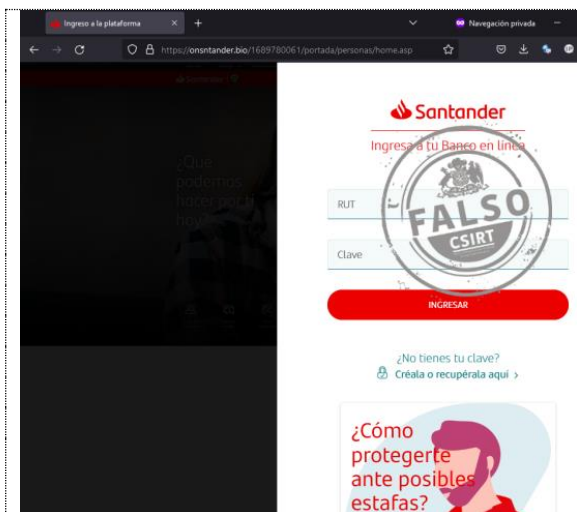 Ingreso a la plataforma
Navegación privada
https://onsntander.bio/1689780061/portada/personas/home.asp
Santander
¿Qué
podemos
hacer por ti
hoy?
Santander
Ingresa a tu Banco en línea
RUT
FALSO
CSIRT
Clave
INGRESAR
¿No tienes tu clave?
Créala o recupérala aquí >
¿Cómo
protegerte
ante posibles
estafas?